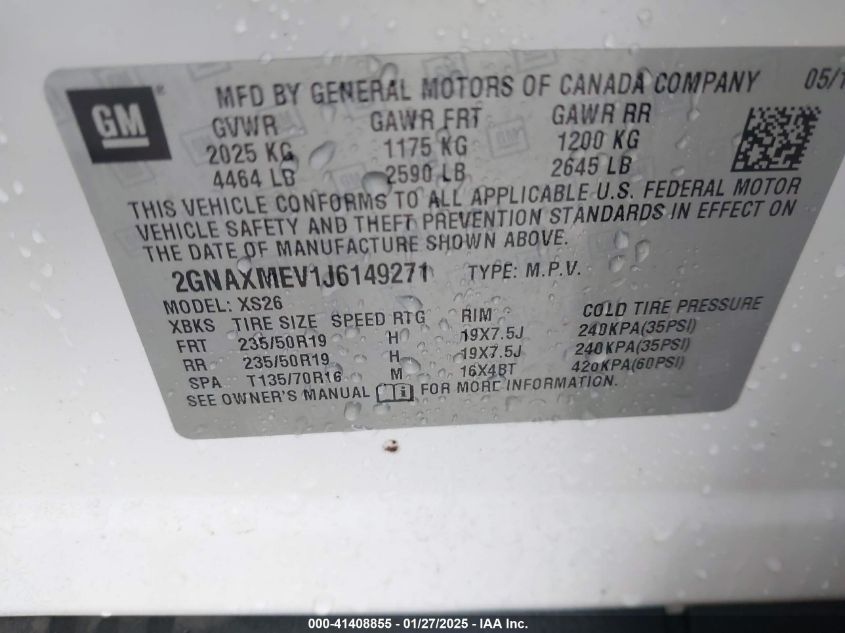 GM
MFD BY GENERAL MOTORS OF CANADA COMPANY 05/1
GVWR GAWR FRT GAWR RR
2025 KG 1175 KG 1200 KG
4464 LB 2590 LB 2645 LB
THIS VEHICLE CONFORMS TO ALL APPLICABLE U.S. FEDERAL MOTOR
VEHICLE SAFETY AND THEFT PREVENTION STANDARDS IN EFFECT ON
THE DATE OF MANUFACTURE SHOWN ABOVE.
2GNAXMEV1J6149271 TYPE: M.P.V.
MODEL: XS26
XBKS TIRE SIZE SPEED RTG RIM COLD TIRE PRESSURE
FRT 235/50R19 H 19X7.5J 240KPA(35PSI)
RR 235/50R19 H 19X7.5J 240KPA(35PSI)
SPA T135/70R16 M 16X4BT 420KPA(60PSI)
SEE OWNER'S MANUAL i FOR MORE INFORMATION.
000-41408855 - 01/27/2025 - IAA Inc.